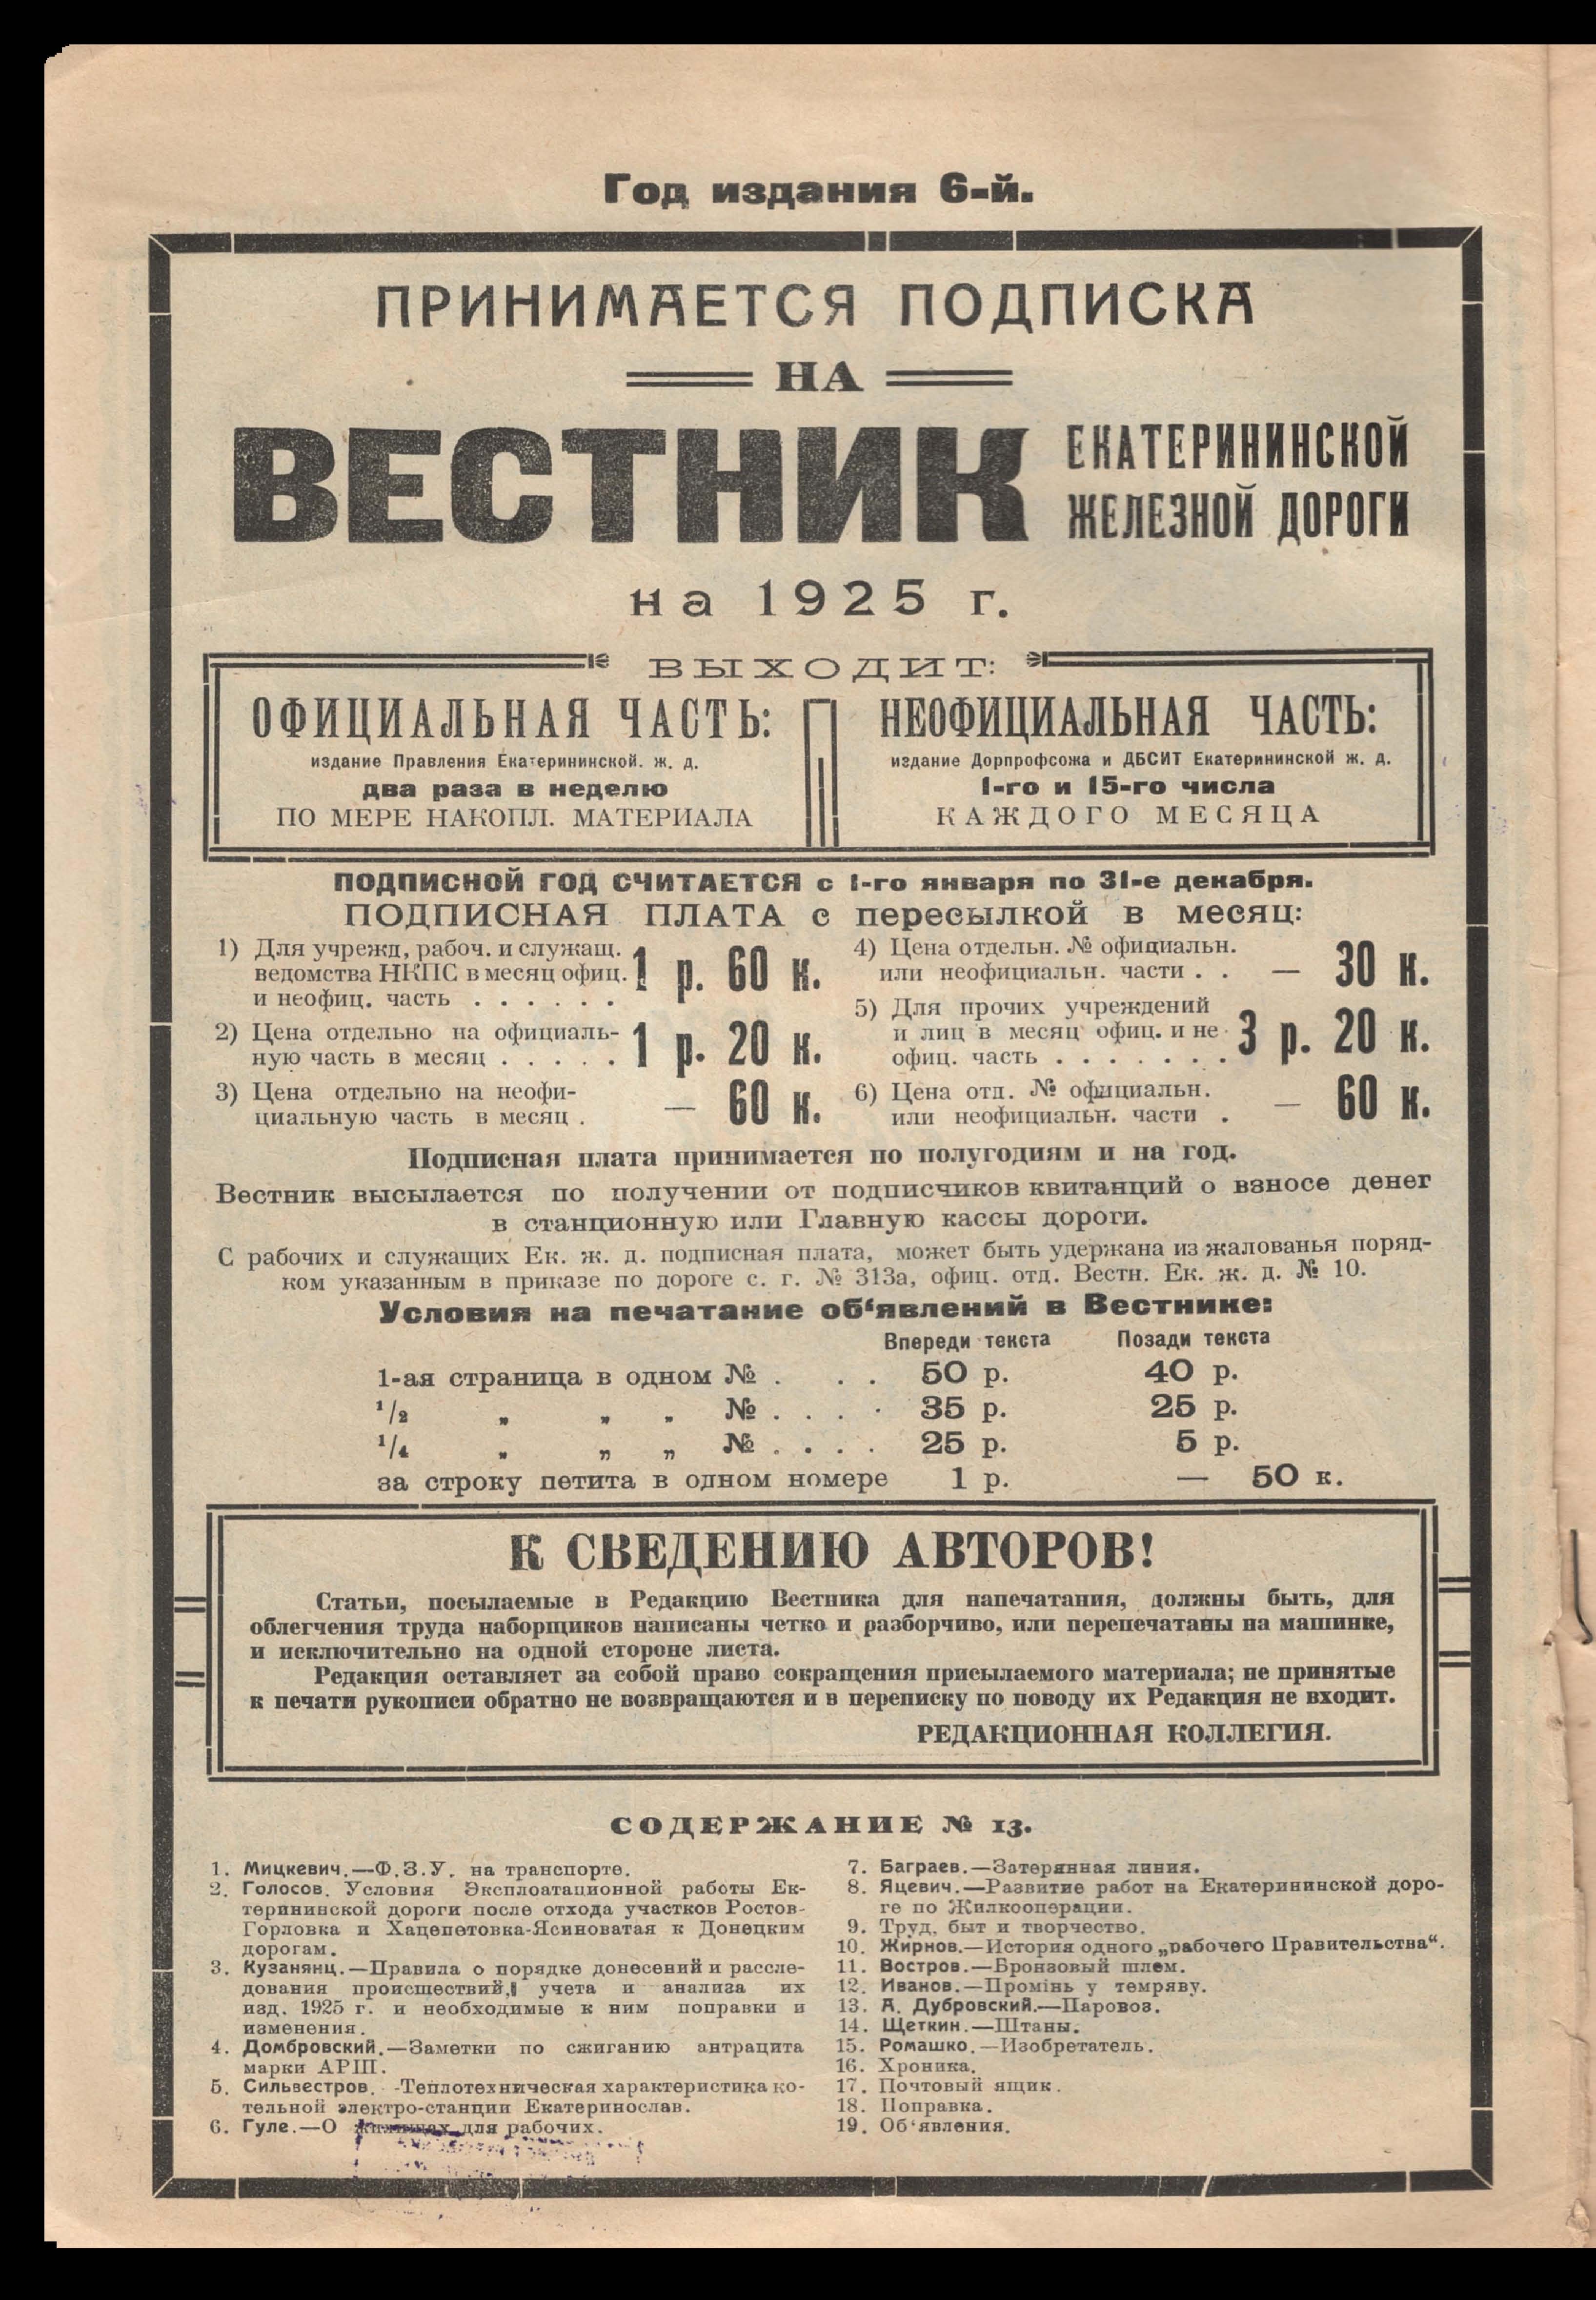 Год издания 6-й.
ПРИНИМАЕТСЯ ПОДПИСКА
НА
ВЕСТНИК ЕКАТЕРИНИНСКОЙ
ЖЕЛЕЗНОЙ ДОРОГИ
на 1925 г.
ВЫХОДИТ:
ОФИЦИАЛЬНАЯ ЧАСТЬ:
издание Правления Екатерининской. ж. д.
два раза в неделю
ПО МЕРЕ НАКОПЛ. МАТЕРИАЛА
НЕОФИЦИАЛЬНАЯ ЧАСТЬ:
издание Дорпрофсожа и ДБСИТ Екатерининской ж. д.
1-го и 15-го числа
КАЖДОГО МЕСЯЦА
ПОДПИСНОЙ ГОД СЧИТАЕТСЯ с 1-го января по 31-е декабря.
ПОДПИСНАЯ ПЛАТА с пересылкой в месяц:
1) Для учрежд, рабоч. и служащ.
ведомства НКПС в месяц офиц.
и неофиц. часть . . . . . . 1 р. 60 к.
2) Цена отдельно на официаль-
ную часть в месяц . . . . . 1 р. 20 к.
3) Цена отдельно на неофи-
циальную часть в месяц . — 60 к.
4) Цена отдельн. № официальн.
или неофициальн. части . . — 30 к.
5) Для прочих учреждений
и лиц в месяц офиц. и не-
офиц. часть . . . . . . . 3 р. 20 к.
6) Цена отд. № официальн.
или неофициальн. части . — 60 к.
Подписная плата принимается по полугодиям и на год.
Вестник высылается по получении от подписчиков квитанций о взносе денег
в станционную или Главную кассы дороги.
С рабочих и служащих Ек. ж. д. подписная плата, может быть удержана из жалованья поряд-
ком указанным в приказе по дороге с. г. № 313а, офиц. отд. Вестн. Ек. ж. д. № 10.
Условия на печатание об‘явлений в Вестнике:
Впереди текста Позади текста
1-ая страница в одном № . . . 50 р. 40 р.
1/2 „ „ „ № . . . . 35 р. 25 р.
1/4 „ „ „ № . . . . 25 р. 5 р.
за строку петита в одном номере 1 р. — 50 к.
К СВЕДЕНИЮ АВТОРОВ!
Статьи, посылаемые в Редакцию Вестника для напечатания, должны быть, для
облегчения труда наборщиков написаны четко и разборчиво, или перепечатаны на машинке,
и исключительно на одной стороне листа.
Редакция оставляет за собой право сокращения присылаемого материала; не принятые
к печати рукописи обратно не возвращаются и в переписку по поводу их Редакция не входит.
РЕДАКЦИОННАЯ КОЛЛЕГИЯ.
СОДЕРЖАНИЕ № 13.
1. Мицкевич.—Ф.З.У. на транспорте.
2. Голосов. Условия Эксплоатационной работы Ек-
терининской дороги после отхода участков Ростов-
Горловка и Хацепетовка-Ясиноватая к Донецким
дорогам.
3. Кузанянц.—Правила о порядке донесений и рассле-
дования происшествий, учета и анализа их
изд. 1925 г. и необходимые к ним поправки и
изменения.
4. Домбровский.—Заметки по сжиганию антрацита
марки АРШ.
5. Сильвестров. -Теплотехническая характеристика ко-
тельной электро-станции Екатеринослав.
6. Гуле.—О жилищах для рабочих.
7. Баграев.—Затерянная линия.
8. Яцевич.—Развитие работ на Екатерининской доро-
ге по Жилкооперации.
9. Труд, быт и творчество.
10. Жирнов.—История одного „рабочего Правительства“.
11. Востров.—Бронзовый шлем.
12. Иванов.—Промінь у темряву.
13. А. Дубровский.—Паровоз.
14. Щеткин.—Штаны.
15. Ромашко.—Изобретатель.
16. Хроника.
17. Почтовый ящик.
18. Поправка.
19. Об‘явления.